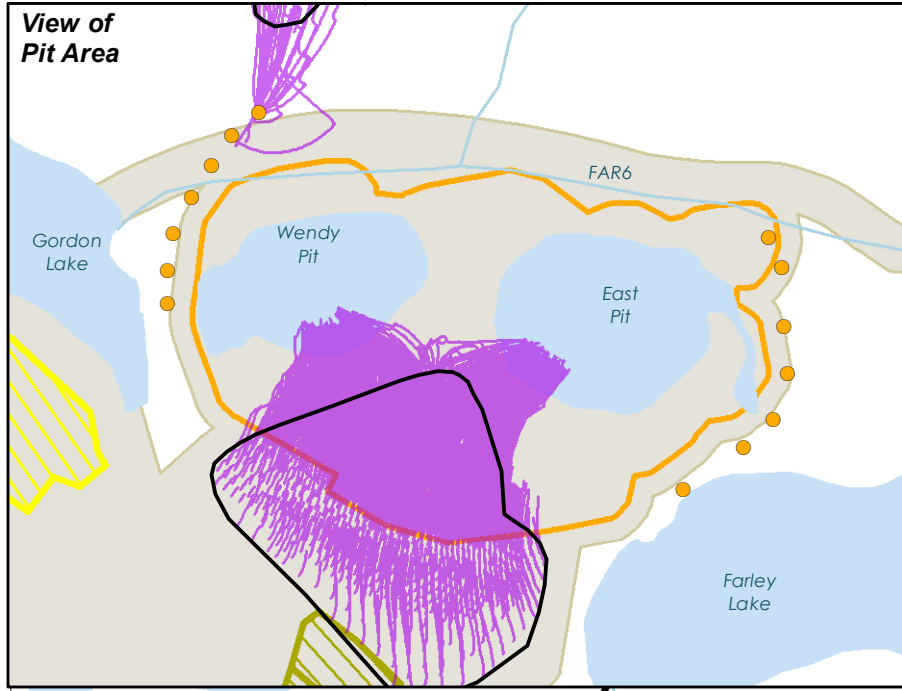 View of
Pit Area
FAR6
Wendy
Pit
Gordon
Lake
East
Pit
Farley
Lake